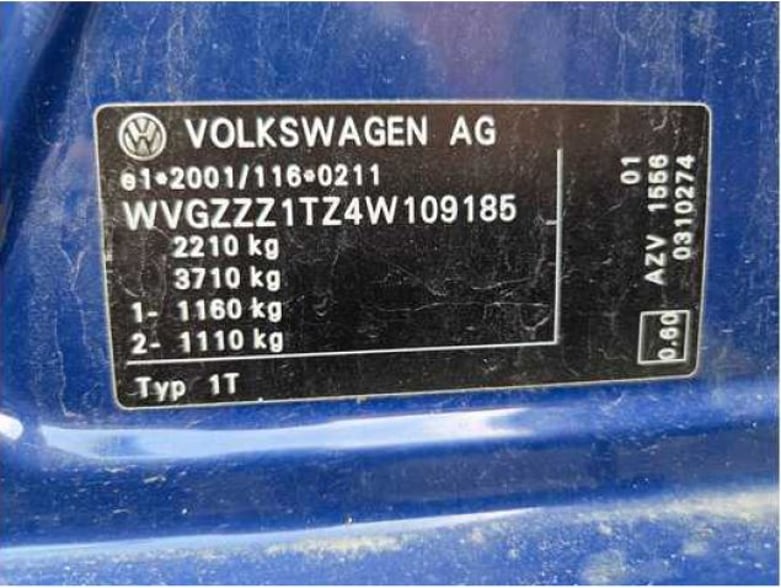 VOLKSWAGEN AG
e1*2001/116*0211
WVGZZZ1TZ4W109185
2210 kg
3710 kg
1- 1160 kg
2- 1110 kg
Typ 1T
01
AZV 1556
0310274
0.60